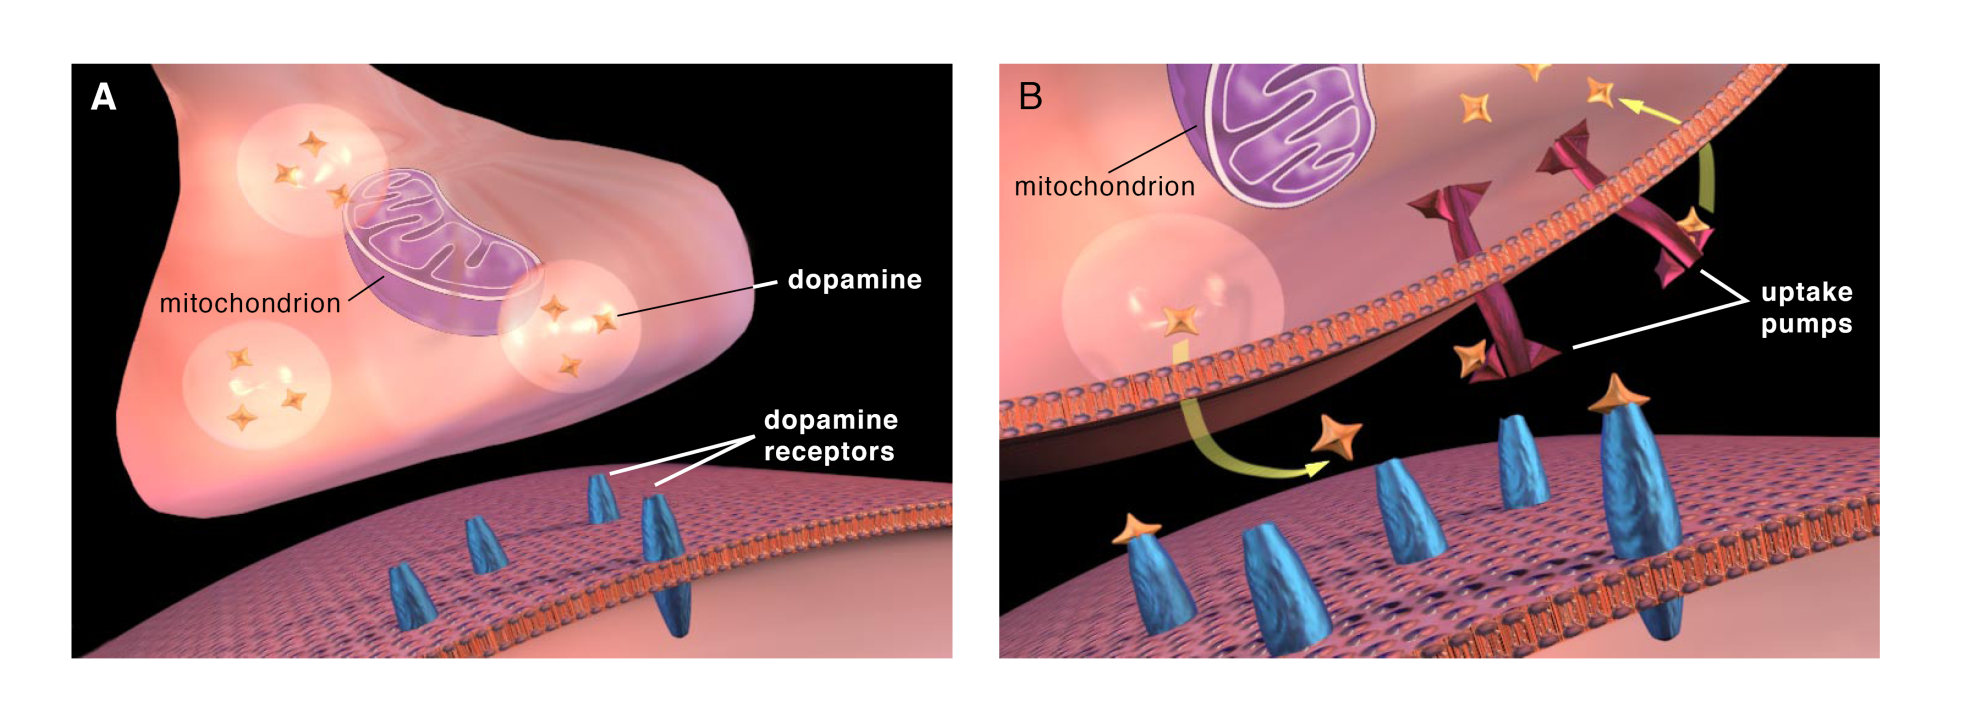 A
mitochondrion
dopamine
dopamine
receptors
B
mitochondrion
uptake
pumps